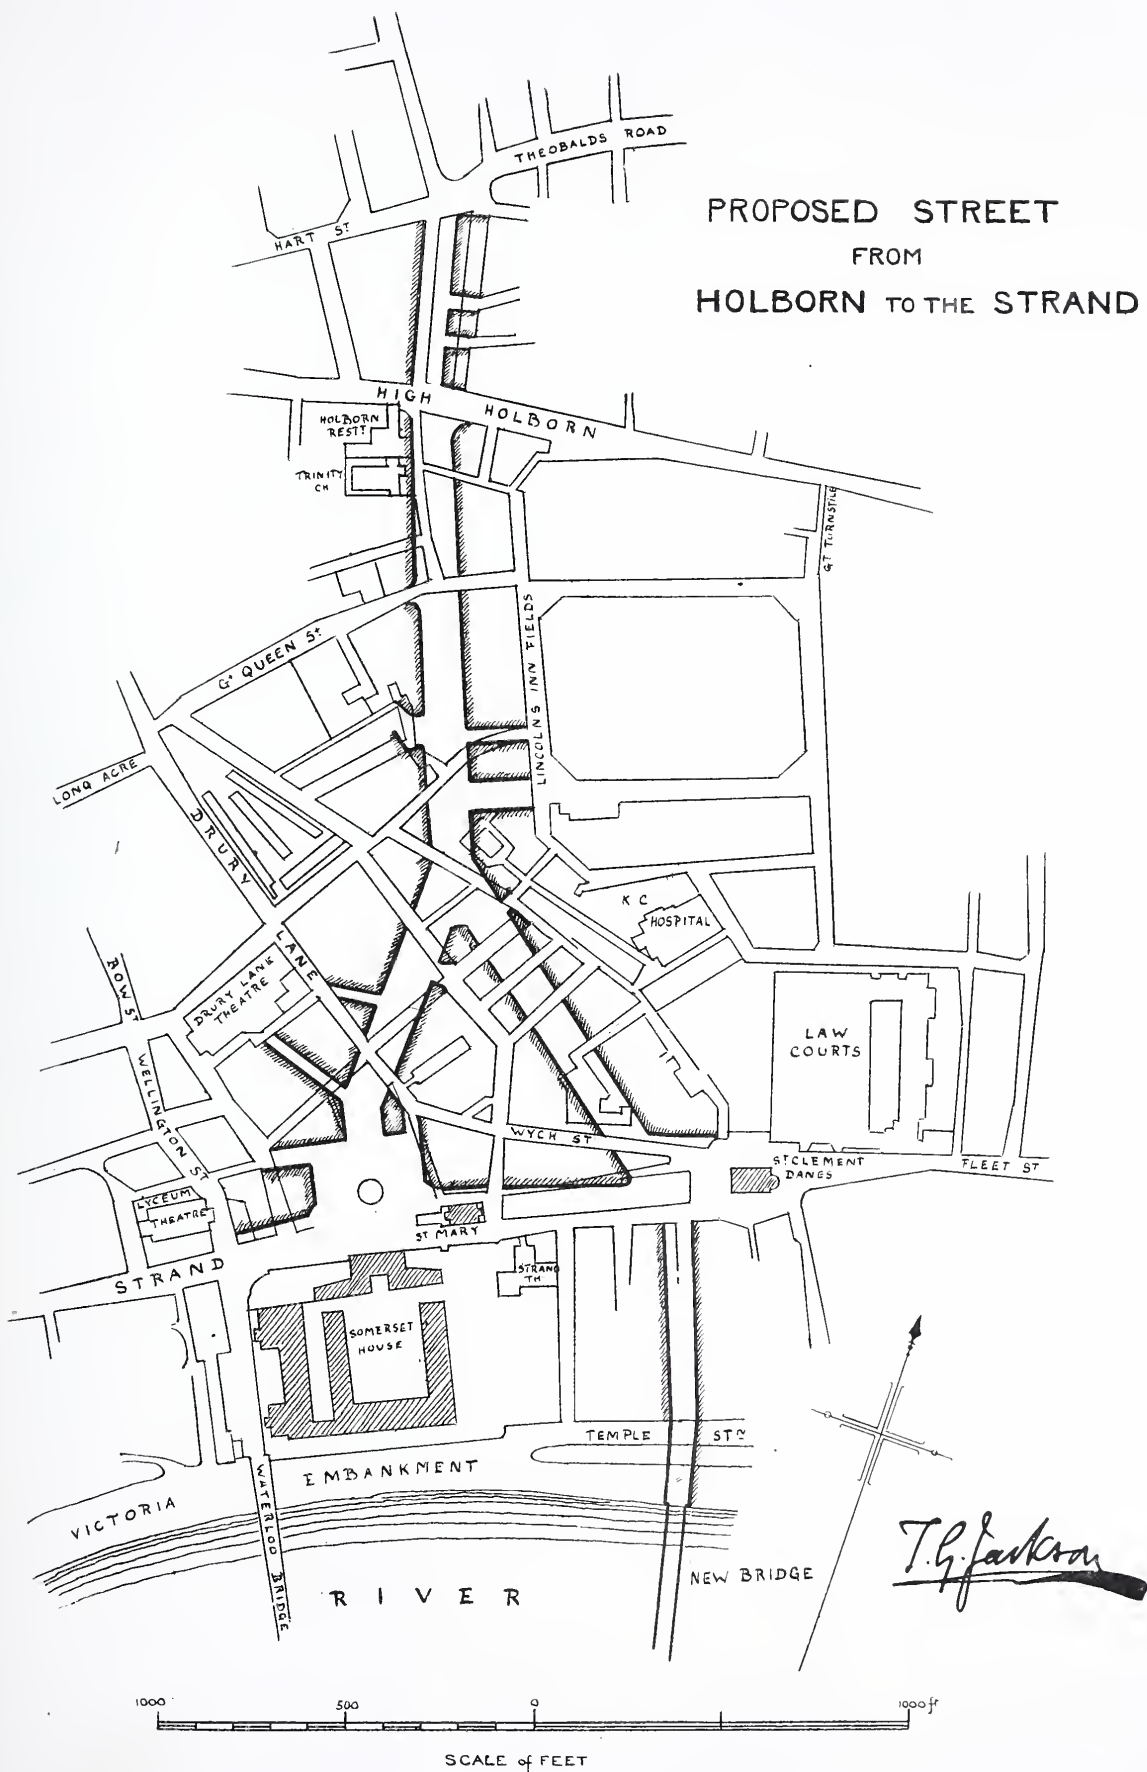 THEOBALDS ROAD
PROPOSED STREET
FROM
HOLBORN TO THE STRAND
HART ST
HIGH HOLBORN
HOLBORN
REST^T
TRINITY
CH
GT TURNSTILE
LINCOLNS INN FIELDS
G^T QUEEN S^t
LONG ACRE
DRURY LANE
K C
HOSPITAL
BOW ST
DRURY LANE
THEATRE
LAW
COURTS
WELLINGTON ST
WYCH ST
S^T CLEMENT
DANES
FLEET ST
LYCEUM
THEATRE
ST MARY
STRAND
STRAND
TH
SOMERSET
HOUSE
TEMPLE ST^N
VICTORIA EMBANKMENT
WATERLOO BRIDGE
RIVER
NEW BRIDGE
T.G. Jackson
1000 500 0 1000 ft
SCALE of FEET